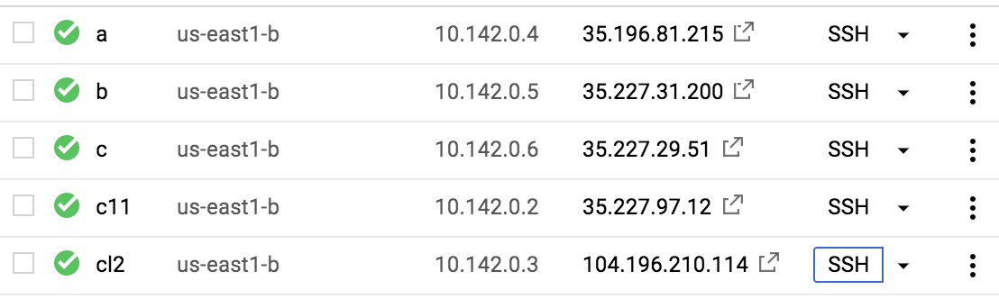 a us-east1-b 10.142.0.4 35.196.81.215 SSH
b us-east1-b 10.142.0.5 35.227.31.200 SSH
c us-east1-b 10.142.0.6 35.227.29.51 SSH
c11 us-east1-b 10.142.0.2 35.227.97.12 SSH
cl2 us-east1-b 10.142.0.3 104.196.210.114 SSH